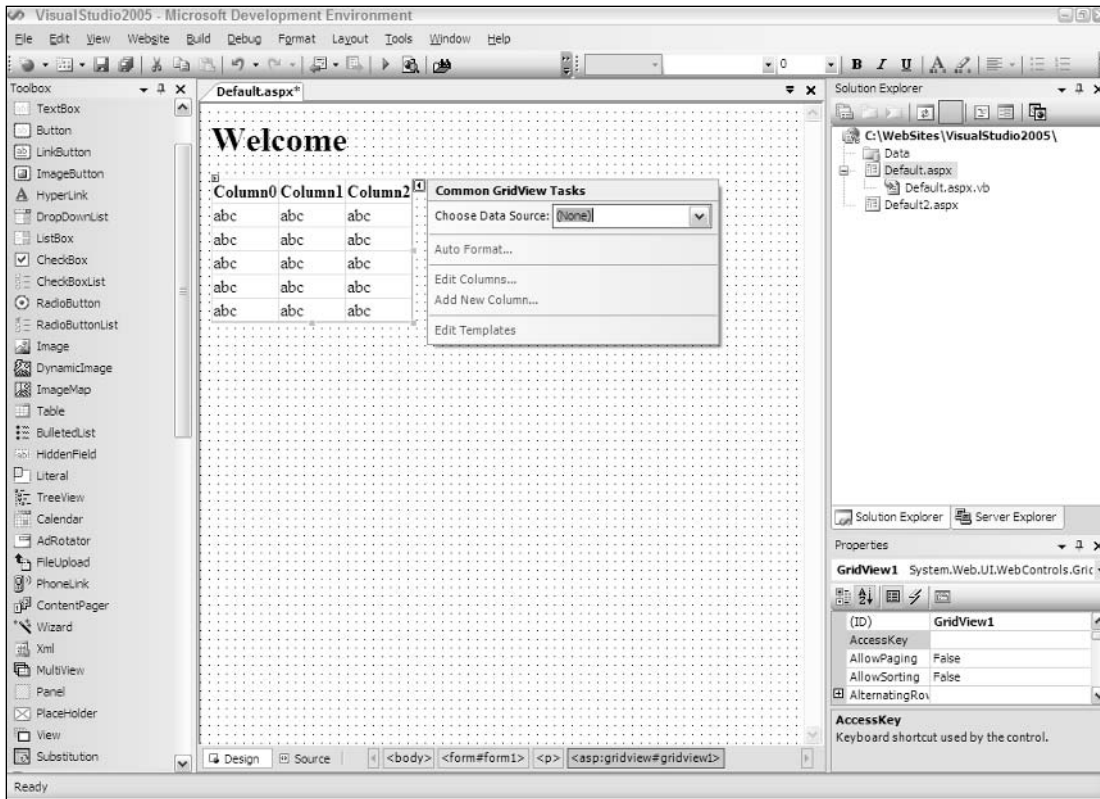 VisualStudio2005 - Microsoft Development Environment
File Edit View Website Build Debug Format Layout Tools Window Help
0 B I U A
Toolbox
TextBox
Button
LinkButton
ImageButton
HyperLink
DropDownList
ListBox
CheckBox
CheckBoxList
RadioButton
RadioButtonList
Image
DynamicImage
ImageMap
Table
BulletedList
HiddenField
Literal
TreeView
Calendar
AdRotator
FileUpload
PhoneLink
ContentPager
Wizard
Xml
MultiView
Panel
PlaceHolder
View
Substitution
Default.aspx*
Welcome
Column0 Column1 Column2
abc abc abc
abc abc abc
abc abc abc
abc abc abc
abc abc abc
Common GridView Tasks
Choose Data Source: (None)
Auto Format...
Edit Columns...
Add New Column...
Edit Templates
Design Source <body> <form#form1> <p> <asp:gridview#gridview1>
Solution Explorer
C:\WebSites\VisualStudio2005\
Data
Default.aspx
Default.aspx.vb
Default2.aspx
Solution Explorer Server Explorer
Properties
GridView1 System.Web.UI.WebControls.Gric
(ID) GridView1
AccessKey
AllowPaging False
AllowSorting False
AlternatingRov
AccessKey
Keyboard shortcut used by the control.
Ready